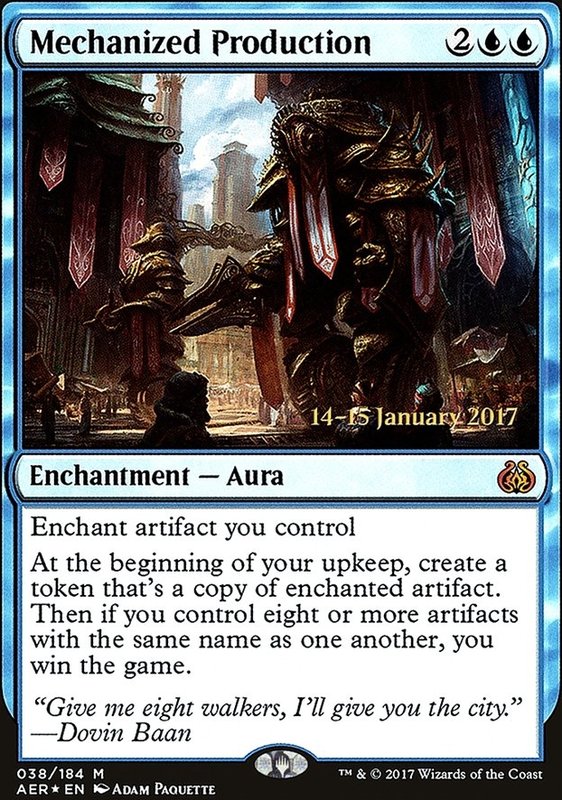 Mechanized Production 2
14-15 January 2017
Enchantment — Aura
Enchant artifact you control
At the beginning of your upkeep, create a
token that's a copy of enchanted artifact.
Then if you control eight or more artifacts
with the same name as one another, you
win the game.
“Give me eight walkers, I'll give you the city.”
—Dovin Baan
038/184 M
AER★EN Adam Paquette
™ & © 2017 Wizards of the Coast